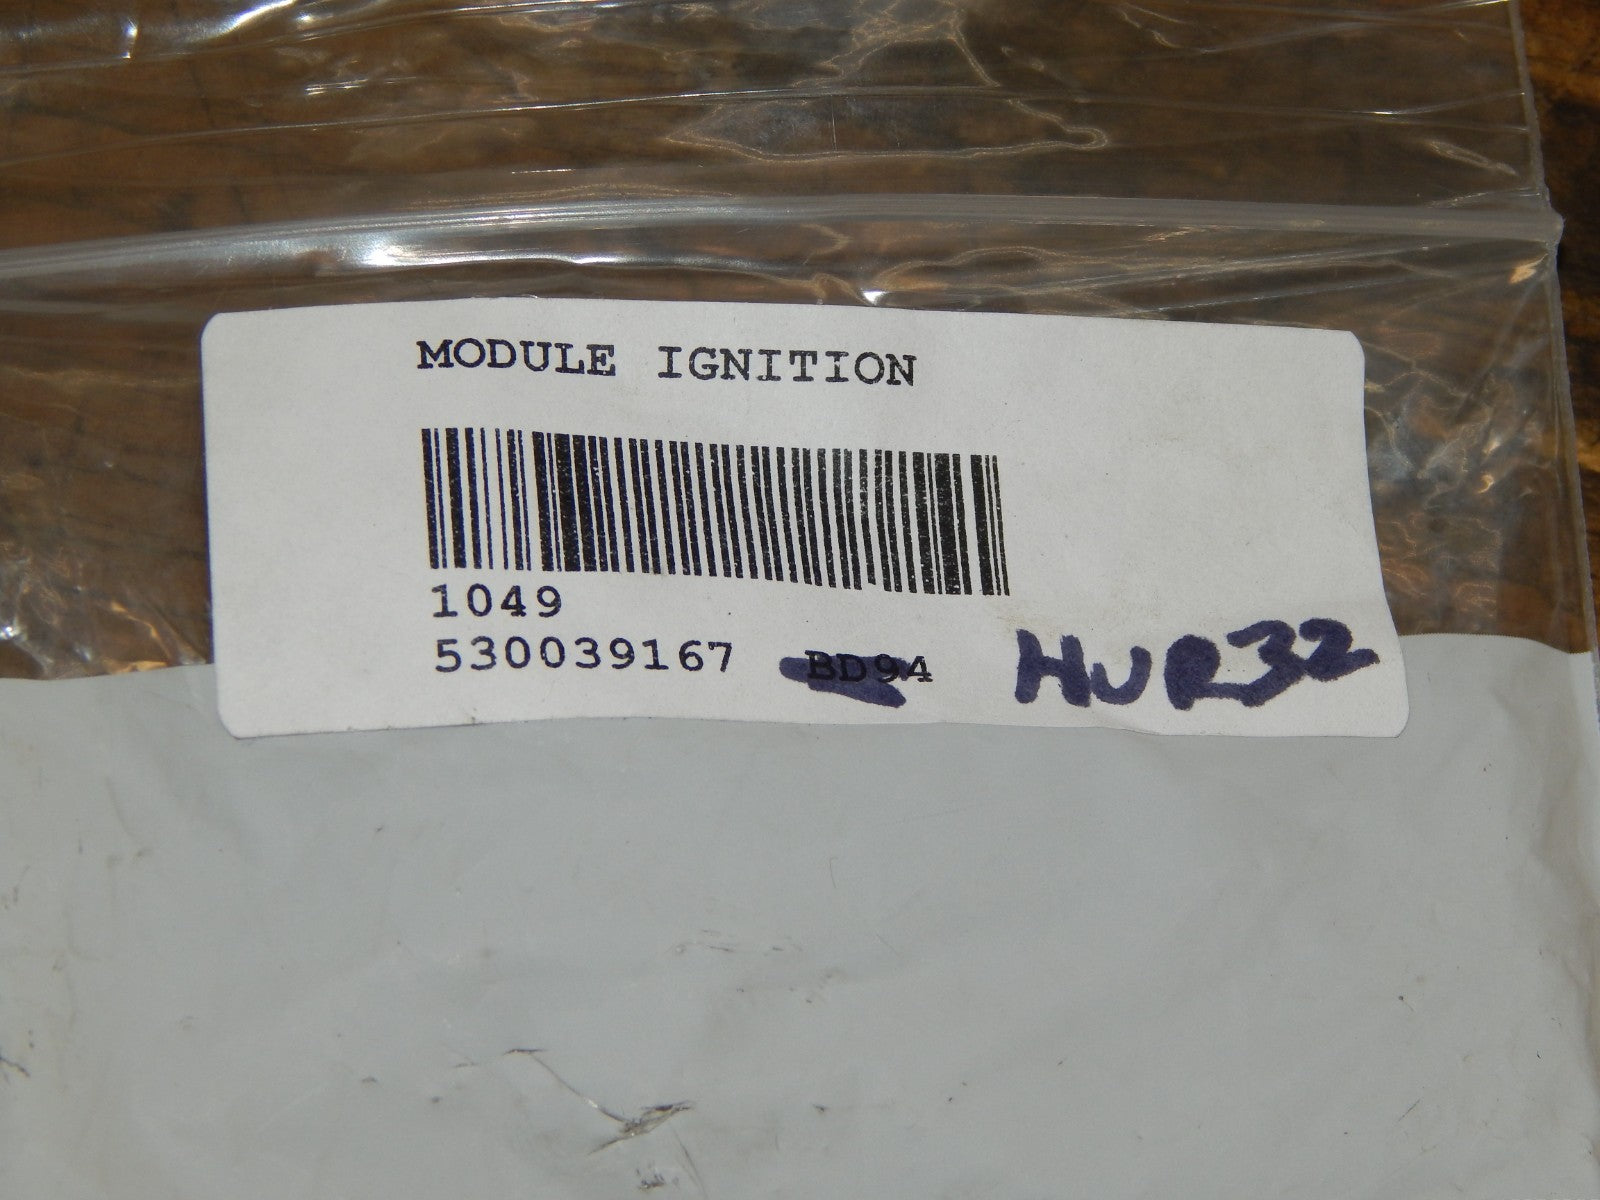 MODULE IGNITION
1049
530039167 BD94 HUR32